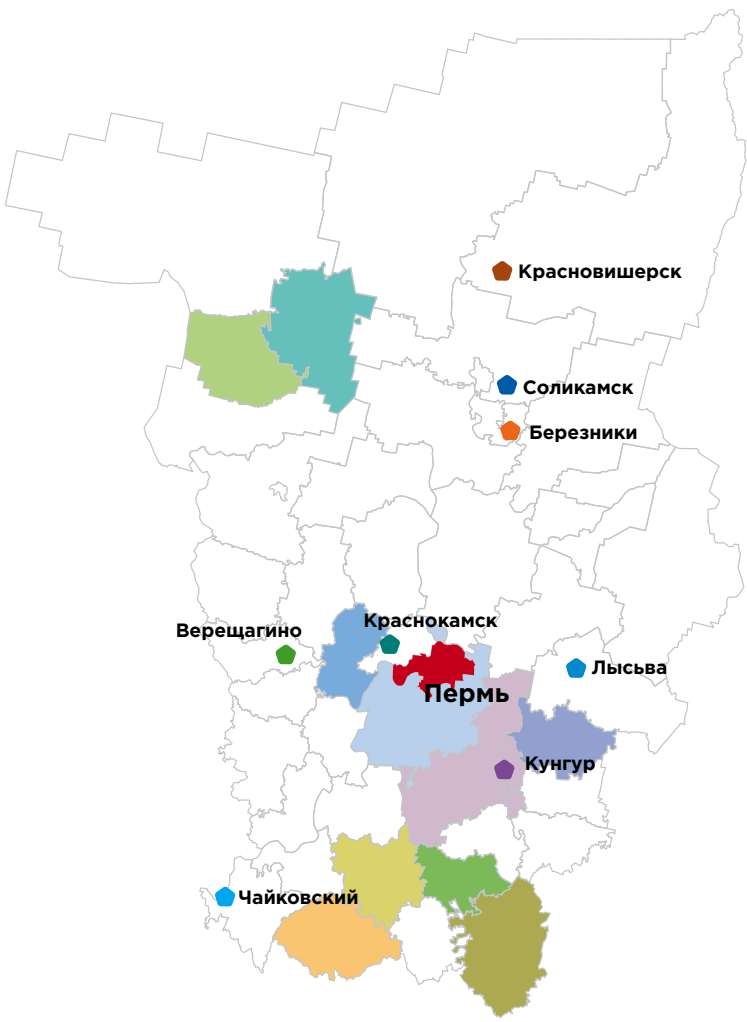 Красновишерск
Соликамск
Березники
Краснокамск
Верещагино
Лысьва
Пермь
Кунгур
Чайковский